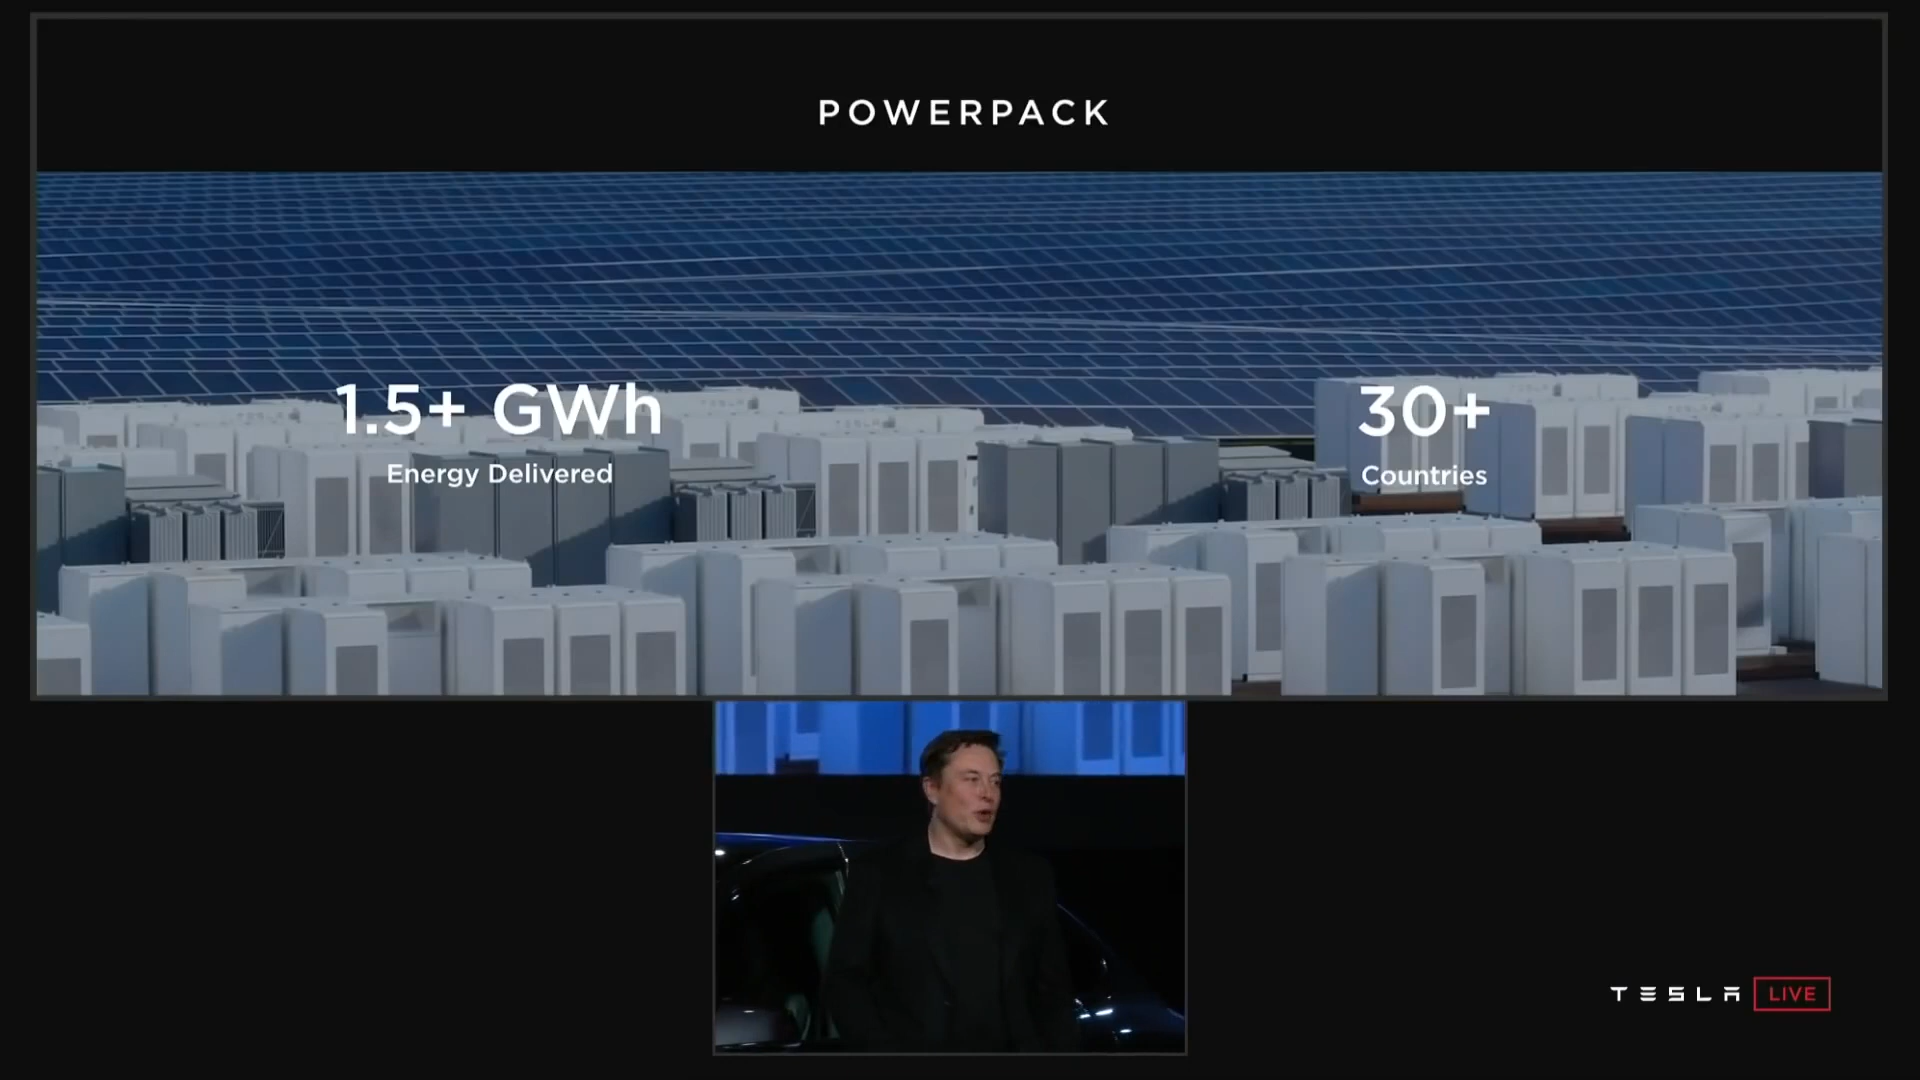 POWERPACK
1.5+ GWh
Energy Delivered
30+
Countries
TESLA LIVE